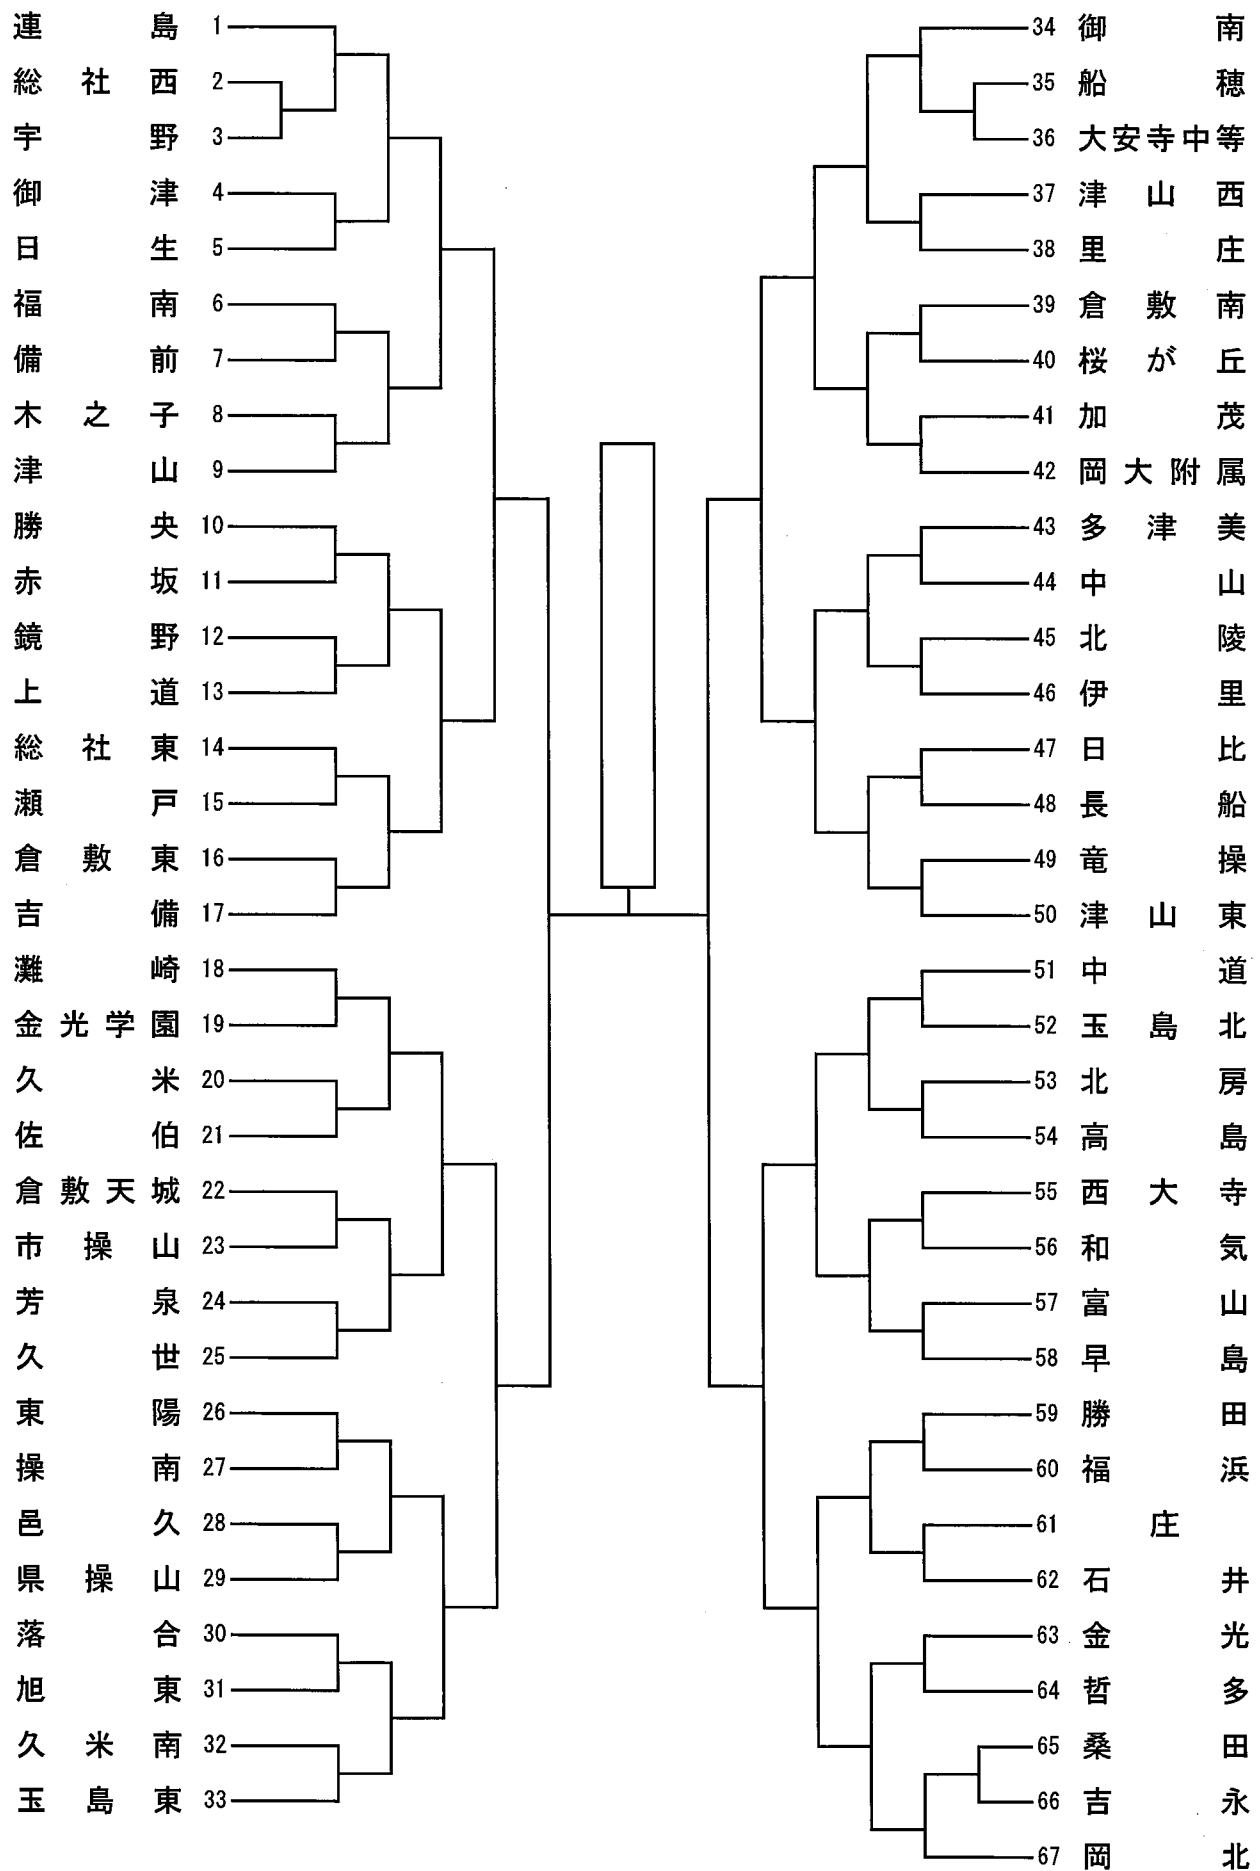 連島 1
総社西 2
宇野 3
御津 4
日生 5
福南 6
備前 7
木之子 8
津山 9
勝央 10
赤坂 11
鏡野 12
上道 13
総社東 14
瀬戸 15
倉敷東 16
吉備 17
灘崎 18
金光学園 19
久米 20
佐伯 21
倉敷天城 22
市操山 23
芳泉 24
久世 25
東陽 26
操南 27
邑久 28
県操山 29
落合 30
旭東 31
久米南 32
玉島東 33
34 御南
35 船穂
36 大安寺中等
37 津山西
38 里庄
39 倉敷南
40 桜が丘
41 加茂
42 岡大附属
43 多津美
44 中山
45 北陵
46 伊里
47 日比
48 長船
49 竜操
50 津山東
51 中道
52 玉島北
53 北房
54 高島
55 西大寺
56 和気
57 富山
58 早島
59 勝田
60 福浜
61 庄
62 石井
63 金光
64 哲多
65 桑田
66 吉永
67 岡北